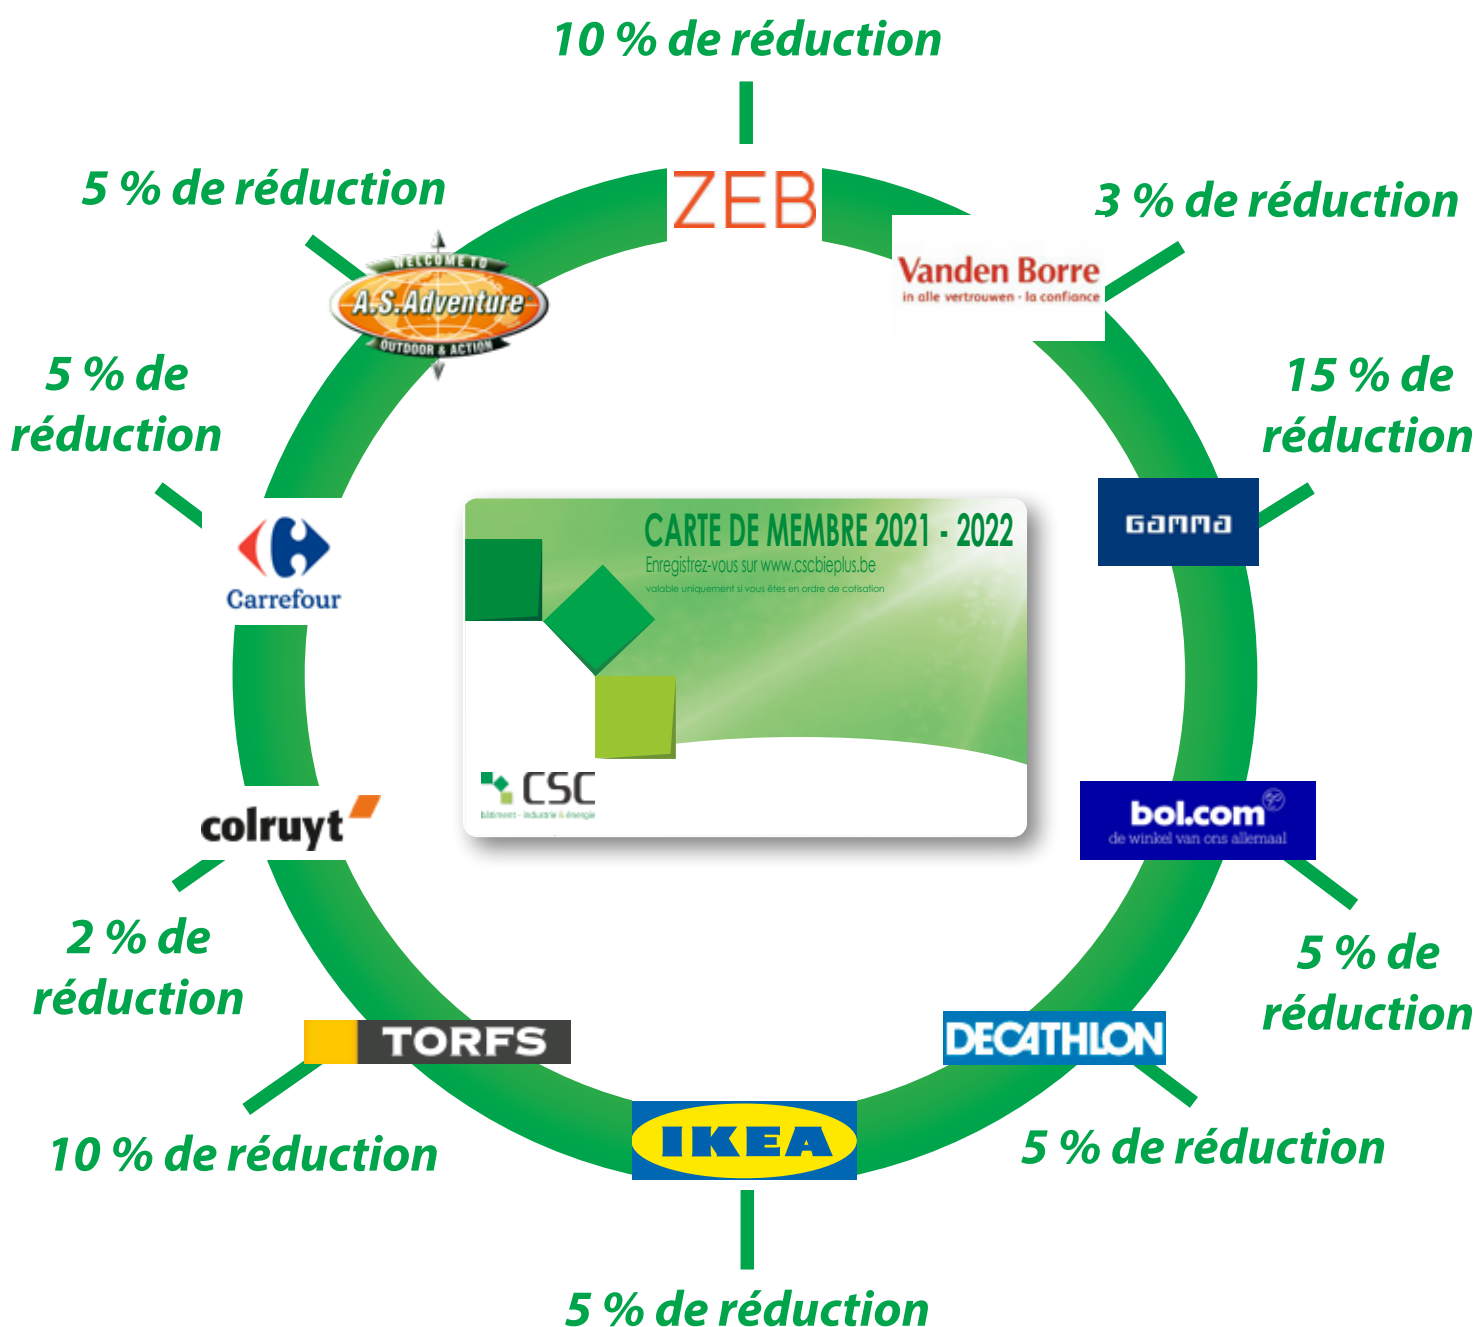 10 % de réduction
5 % de réduction
3 % de réduction
ZEB
WELCOME TO
A.S.Adventure®
OUTDOOR & ACTION
Vanden Borre
in alle vertrouwen · la confiance
5 % de
réduction
15 % de
réduction
Carrefour
GAMMA
CARTE DE MEMBRE 2021 - 2022
Enregistrez-vous sur www.cscbieplus.be
valable uniquement si vous êtes en ordre de cotisation
CSC
bâtiment - industrie & énergie
colruyt
bol.com
de winkel van ons allemaal
2 % de
réduction
5 % de
réduction
TORFS
DECATHLON
10 % de réduction
IKEA
5 % de réduction
5 % de réduction